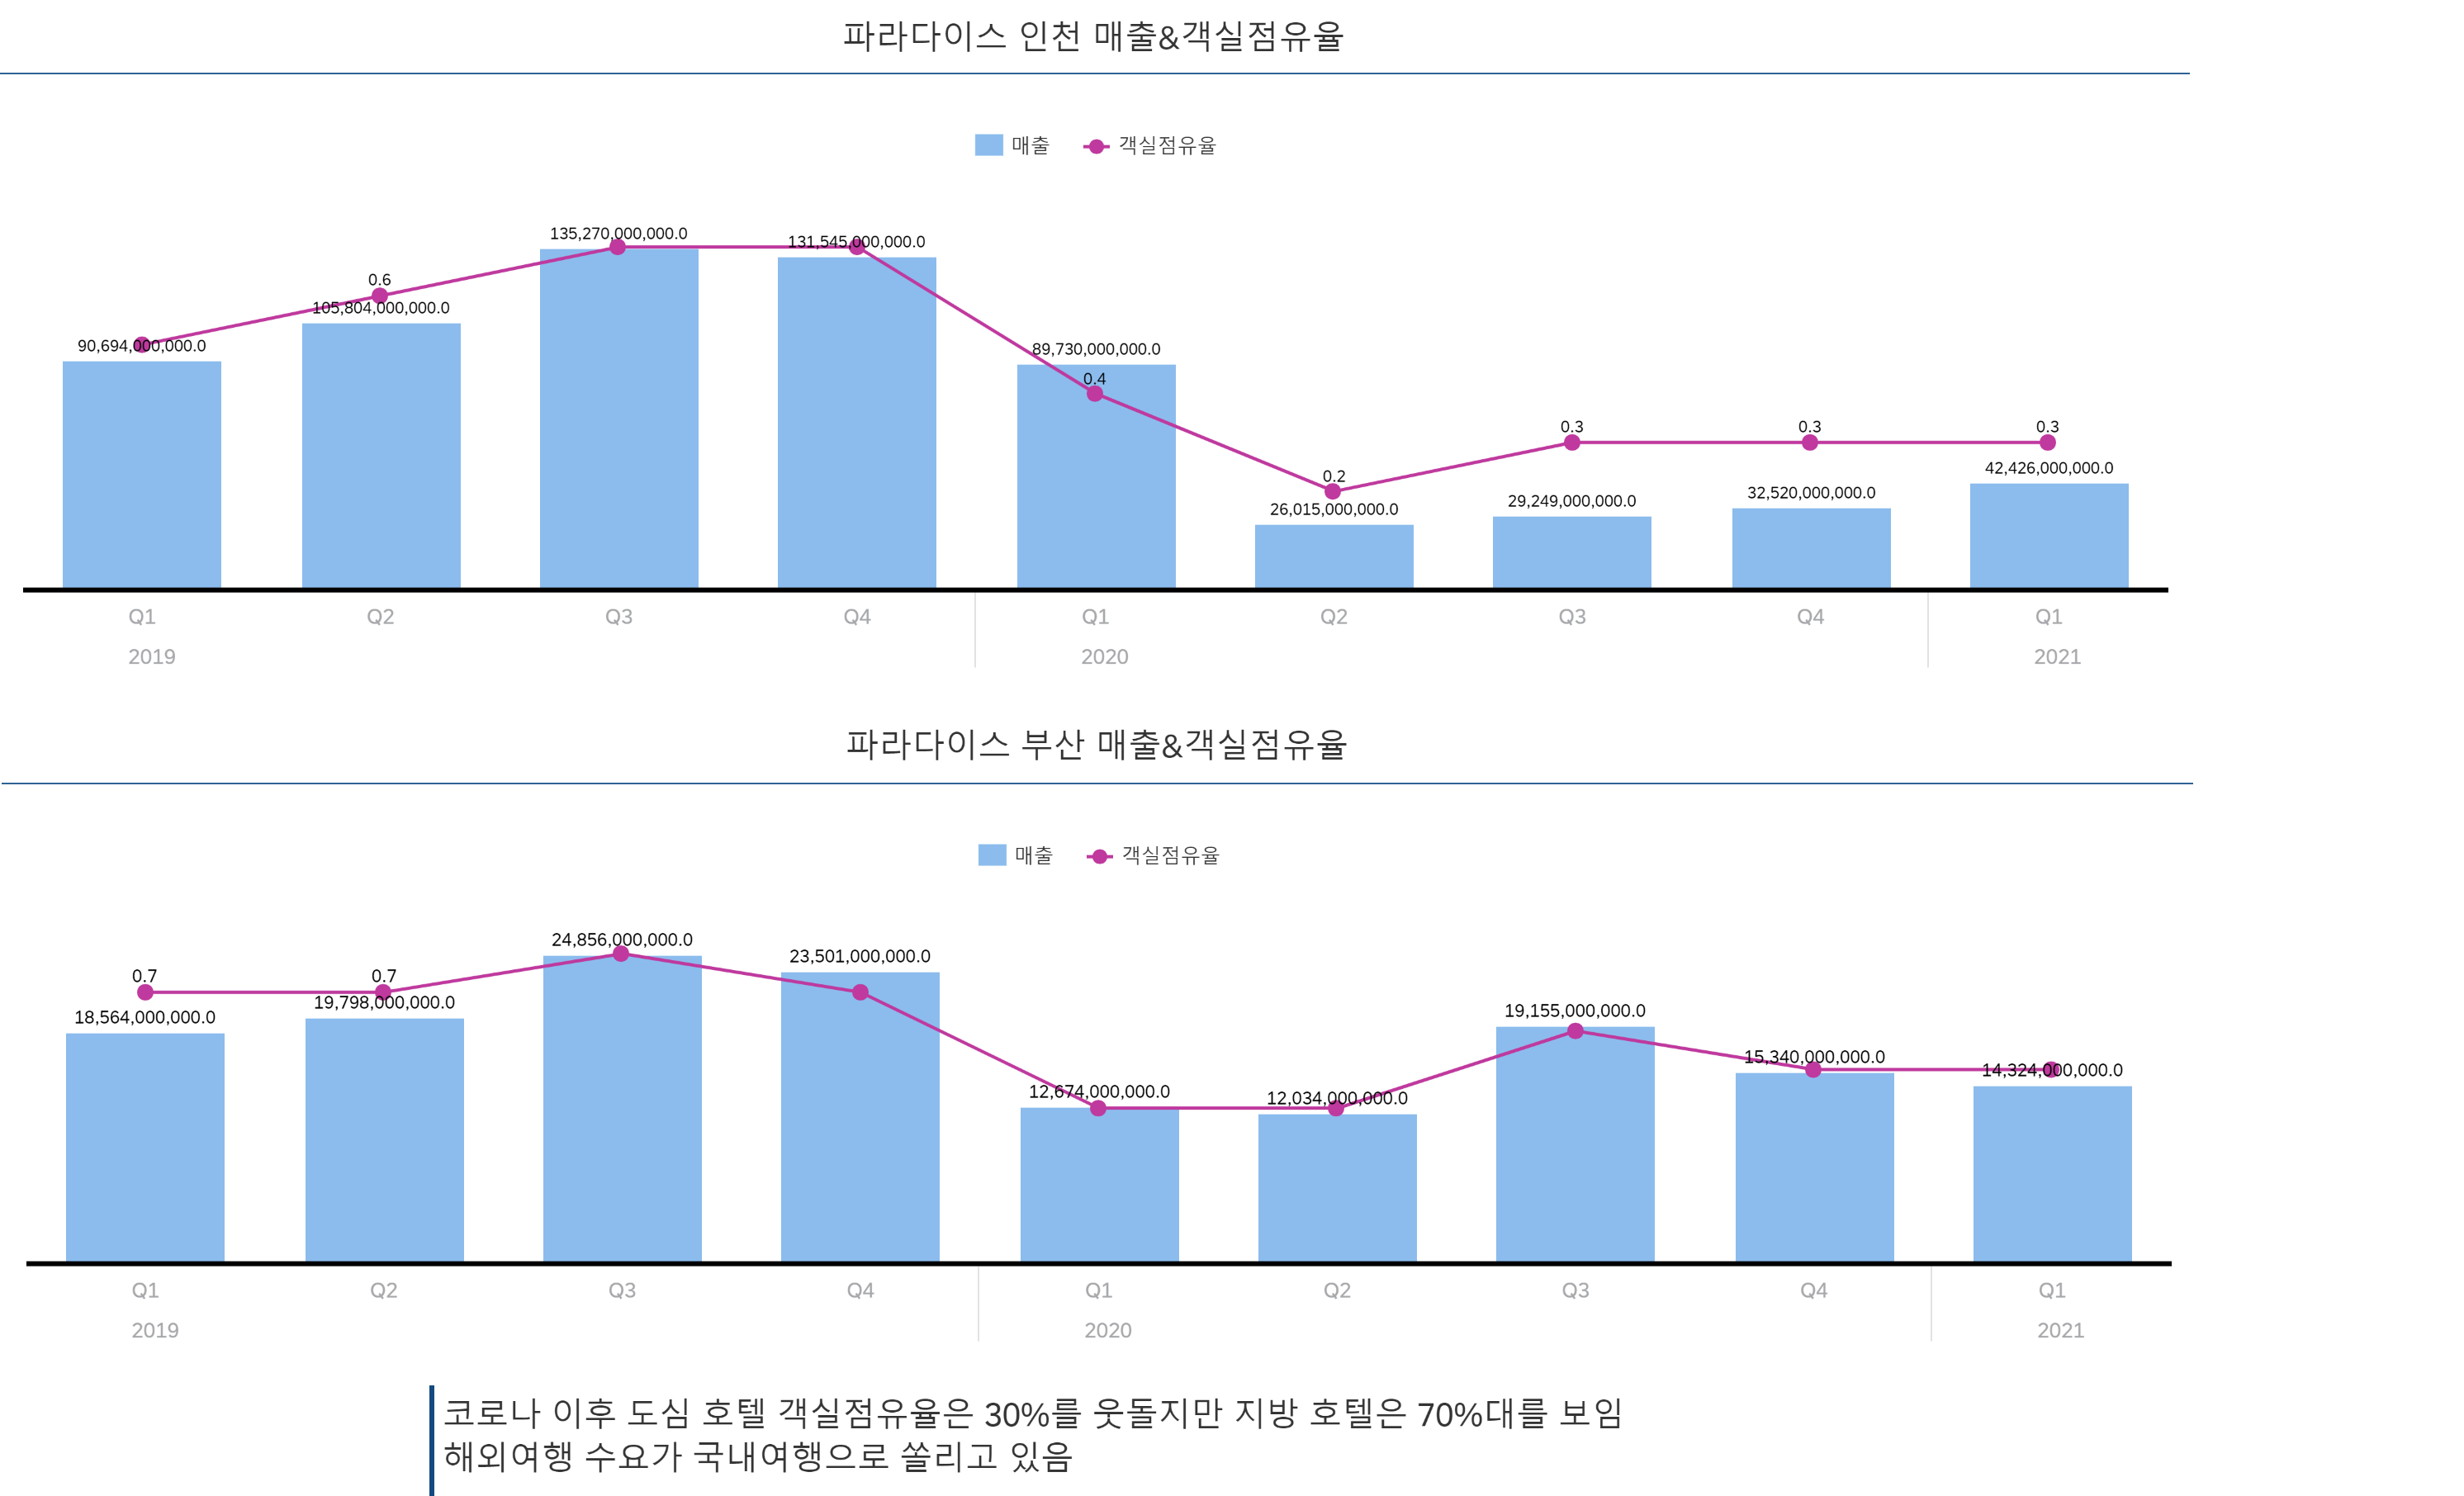 파라다이스 인천 매출&객실점유율
매출 객실점유율
135,270,000,000.0
131,545,000,000.0
0.6
105,804,000,000.0
90,694,000,000.0
89,730,000,000.0
0.4
0.3 0.3 0.3
42,426,000,000.0
0.2
32,520,000,000.0
29,249,000,000.0
26,015,000,000.0
Q1 Q2 Q3 Q4 Q1 Q2 Q3 Q4 Q1
2019 2020 2021
파라다이스 부산 매출&객실점유율
매출 객실점유율
24,856,000,000.0
23,501,000,000.0
0.7 0.7
19,798,000,000.0
19,155,000,000.0
18,564,000,000.0
15,340,000,000.0
14,324,000,000.0
12,674,000,000.0
12,034,000,000.0
Q1 Q2 Q3 Q4 Q1 Q2 Q3 Q4 Q1
2019 2020 2021
코로나 이후 도심 호텔 객실점유율은 30%를 웃돌지만 지방 호텔은 70%대를 보임
해외여행 수요가 국내여행으로 쏠리고 있음